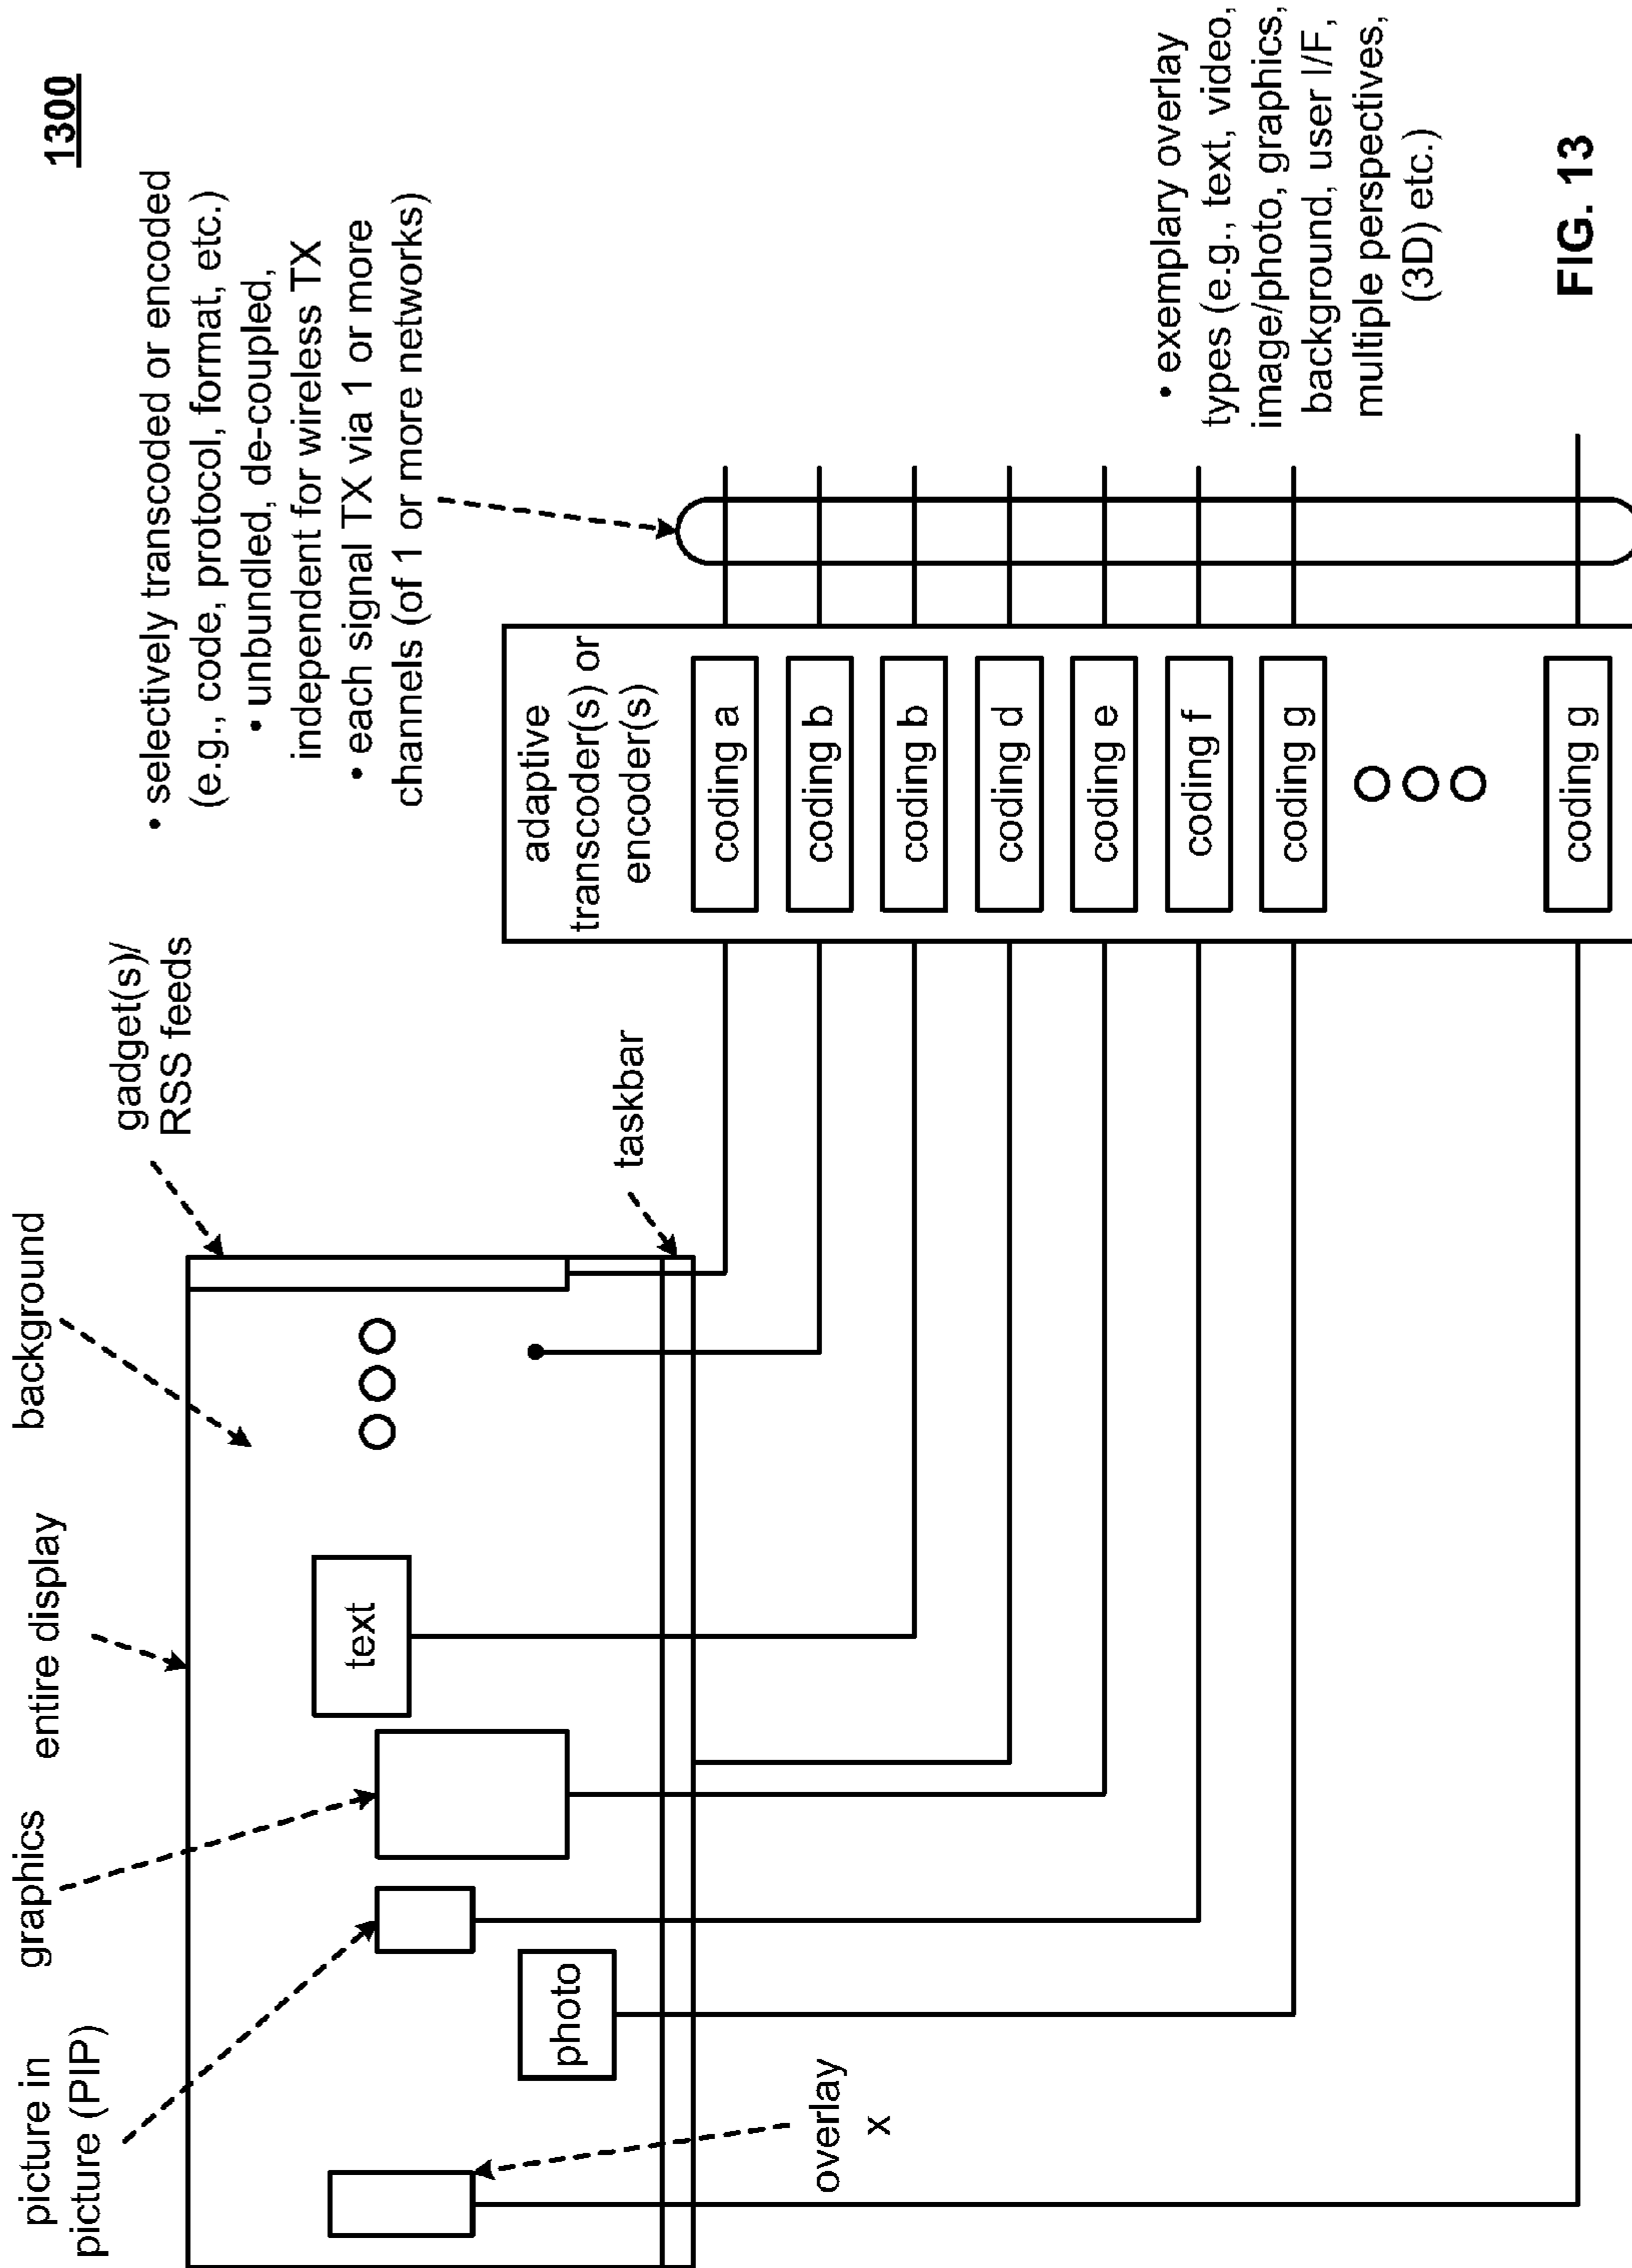 1300
picture in
picture (PIP)
graphics
entire display
background
gadget(s)/
RSS feeds
text
photo
taskbar
overlay
x
• selectively transcoded or encoded
(e.g., code, protocol, format, etc.)
• unbundled, de-coupled,
independent for wireless TX
• each signal TX via 1 or more
channels (of 1 or more networks)
adaptive
transcoder(s) or
encoder(s)
coding a
coding b
coding b
coding d
coding e
coding f
coding g
coding g
• exemplary overlay
types (e.g., text, video,
image/photo, graphics,
background, user I/F,
multiple perspectives,
(3D) etc.)
FIG. 13